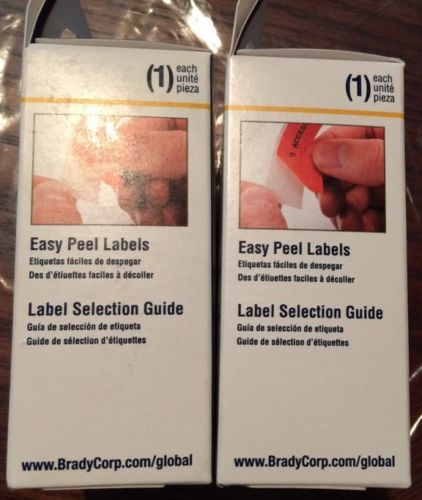 (1) each
unité
pieza
Easy Peel Labels
Etiquetas fáciles de despegar
Des d'étiuettes faciles à décoller
Label Selection Guide
Guía de selección de etiqueta
Guide de sélection d'étiquettes
www.BradyCorp.com/global
(1) each
unité
pieza
ACCES
Easy Peel Labels
Etiquetas fáciles de despegar
Des d'étiuettes faciles à décoller
Label Selection Guide
Guía de selección de etiqueta
Guide de sélection d'étiquettes
www.BradyCorp.com/global